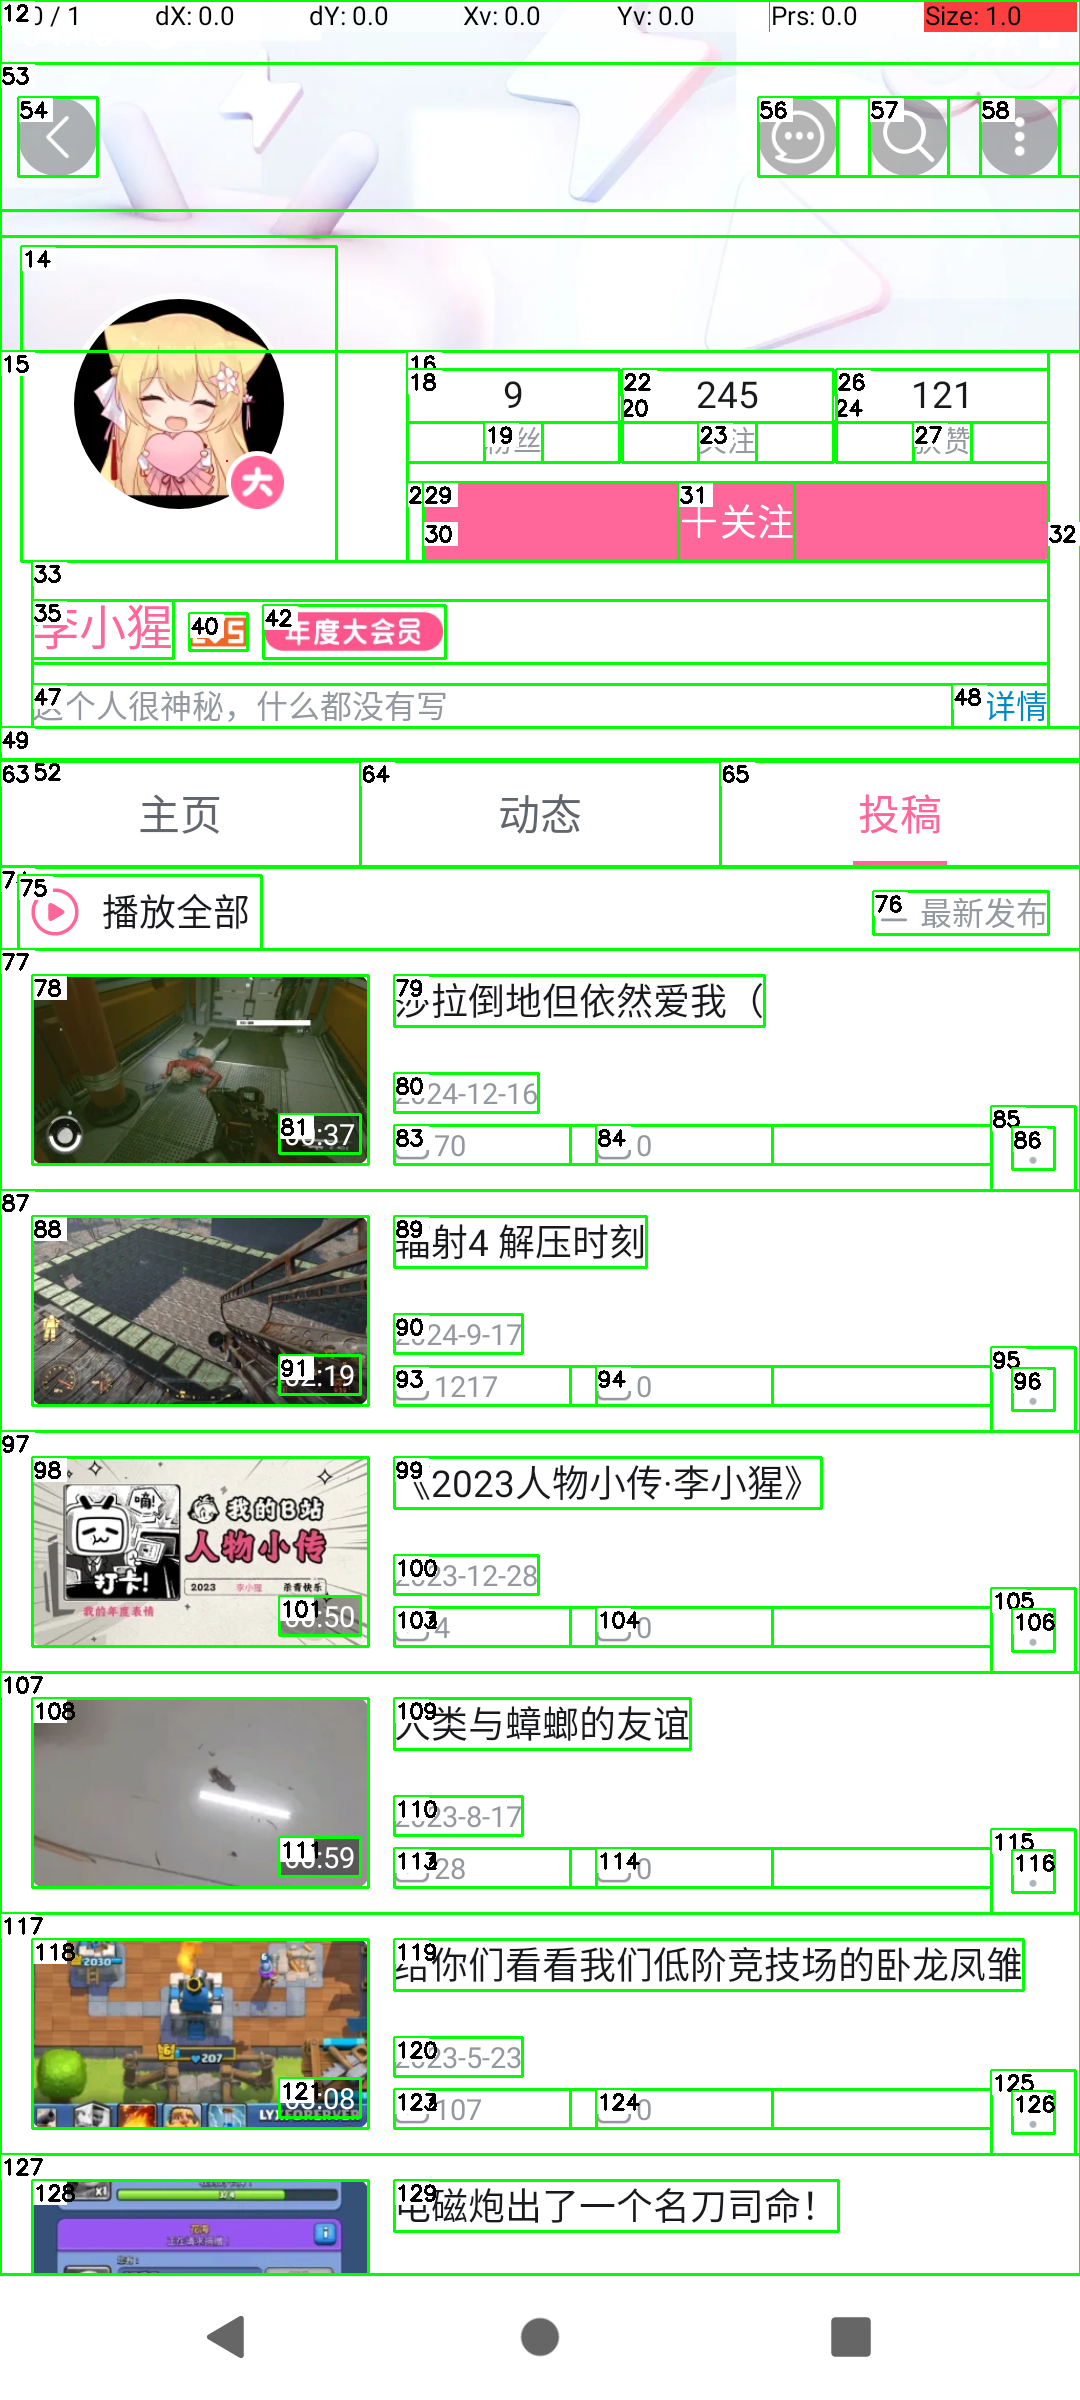 12 0 / 1 dX: 0.0 dY: 0.0 Xv: 0.0 Yv: 0.0 Prs: 0.0 Size: 1.0
53
54 56 57 58
14
15 16
18 9 22 245 26 121
20 24
19 粉丝 23 关注 27 获赞
29 31 十关注
30 32
33
35 李小猩 40 LV5 42 年度大会员
47 这个人很神秘，什么都没有写 48 详情
49
63 52 主页 64 动态 65 投稿
75 播放全部 76 最新发布
77
78 79 莎拉倒地但依然爱我（
80 2024-12-16
81 00:37 83 70 84 0 85 86
87
88 89 辐射4 解压时刻
90 2024-9-17
91 :19 93 1217 94 0 95 96
97
98 99 《2023人物小传·李小猩》
嘀! 我的B站
人物小传
打卡! 2023 李小猩 杀青快乐
我的年度表情
100 2023-12-28
101 :50 103 4 104 0 105 106
107
108 109 人类与蟑螂的友谊
110 2023-8-17
111 :59 113 28 114 0 115 116
117
118 2030 119 给你们看看我们低阶竞技场的卧龙凤雏
207
120 2023-5-23
121 :08 123 107 124 0 125 126
127
128 129 电磁炮出了一个名刀司命！